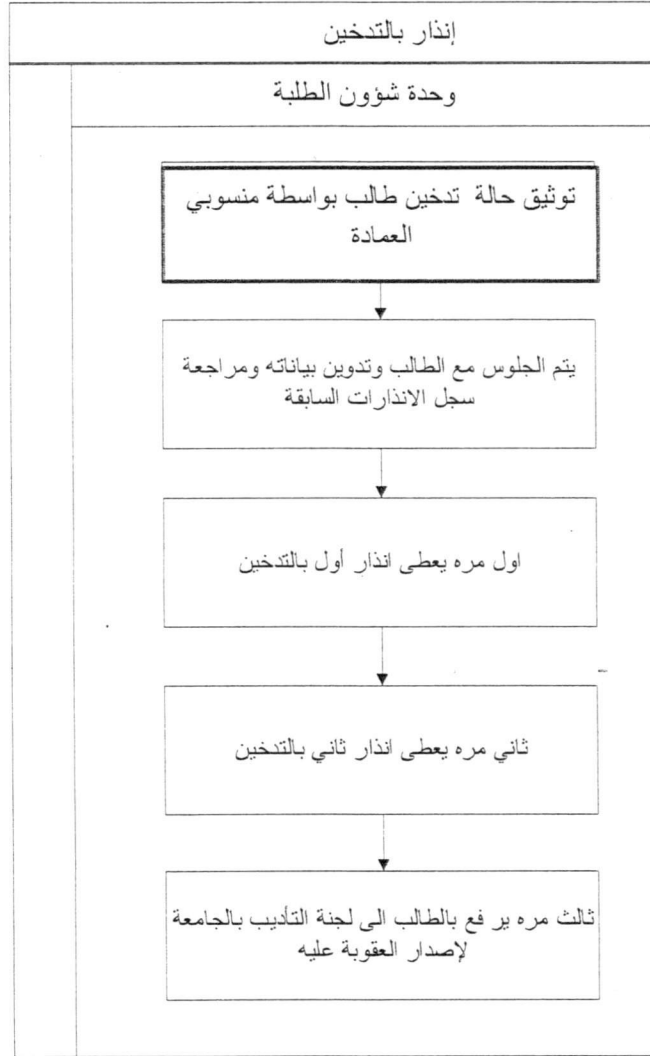 إنذار بالتدخين
وحدة شؤون الطلبة
توثيق حالة تدخين طالب بواسطة منسوبي
العمادة
يتم الجلوس مع الطالب وتدوين بياناته ومراجعة
سجل الانذارات السابقة
اول مره يعطى انذار أول بالتدخين
ثاني مره يعطى انذار ثاني بالتدخين
ثالث مره ير فع بالطالب الى لجنة التأديب بالجامعة
لإصدار العقوبة عليه